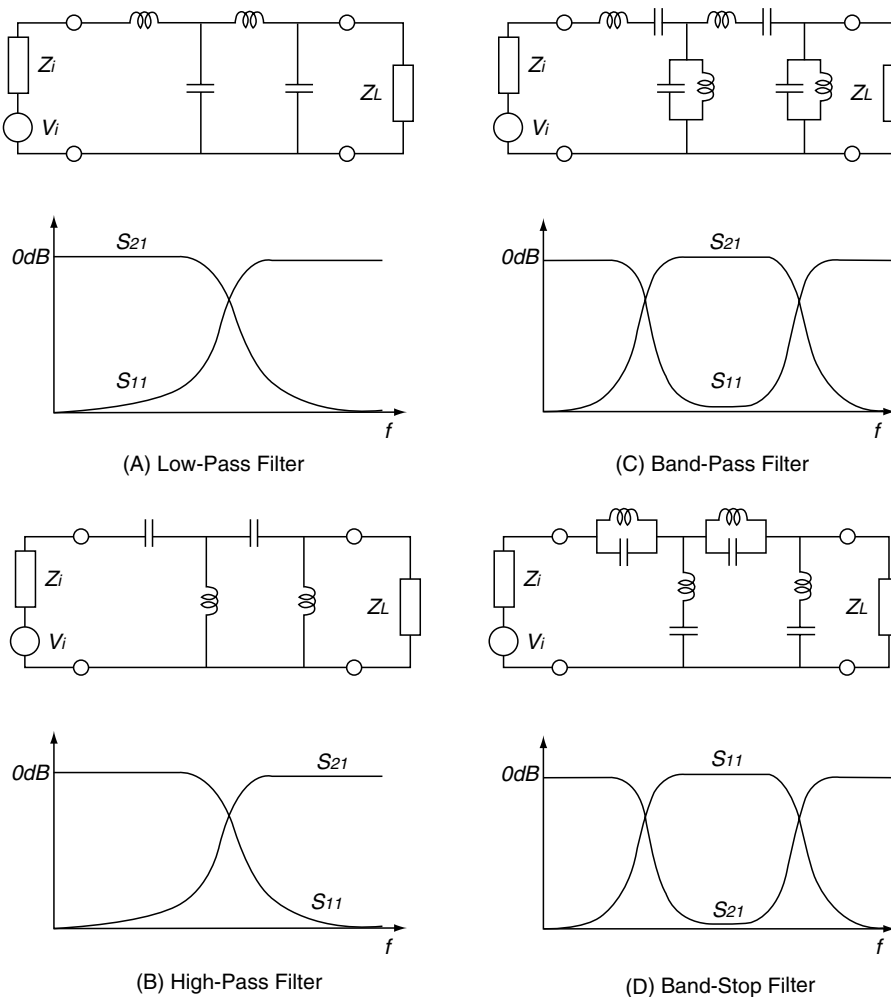 Zi
Vi
ZL
0dB
S21
S11
f
(A) Low-Pass Filter
Zi
Vi
ZL
0dB
S21
S11
f
(C) Band-Pass Filter
Zi
Vi
ZL
0dB
S21
S11
f
(B) High-Pass Filter
Zi
Vi
ZL
0dB
S11
S21
f
(D) Band-Stop Filter